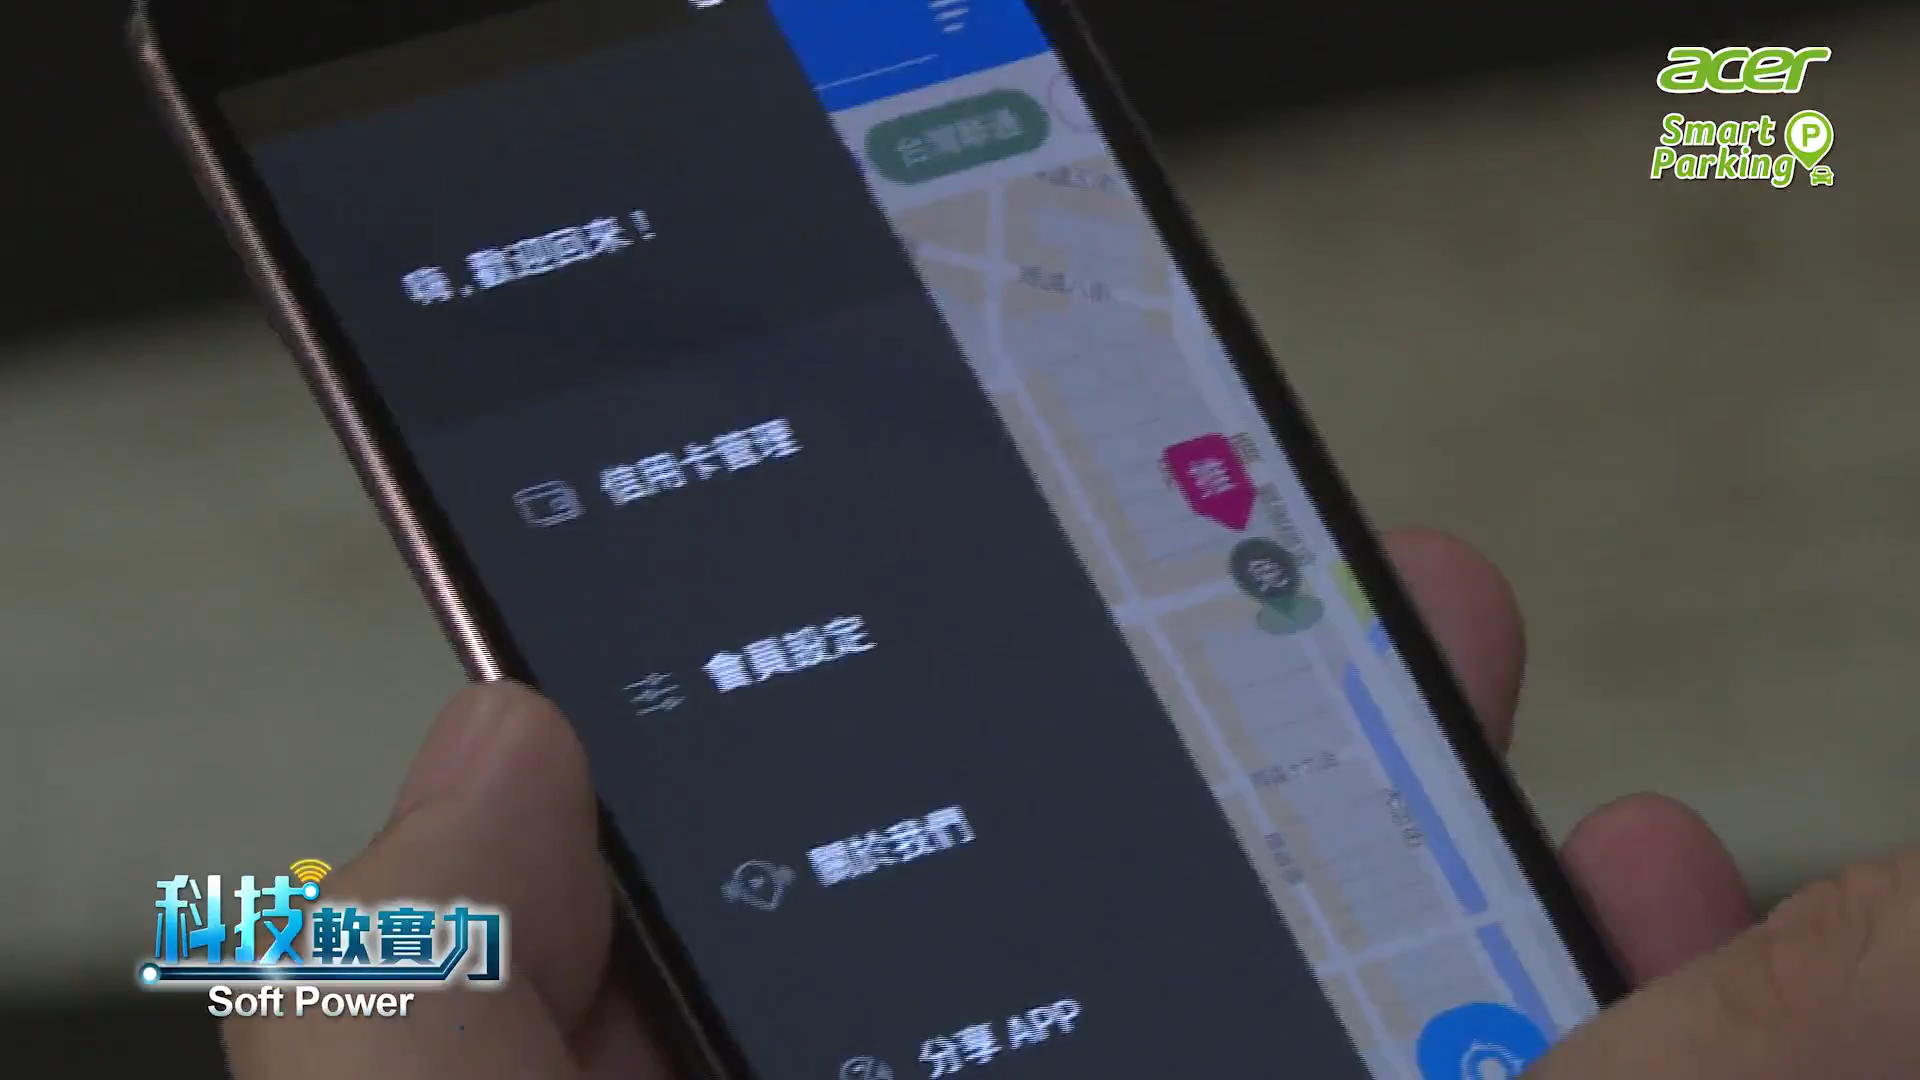 acer
Smart
Parking
P
嗨，歡迎回來！
信用卡管理
會員設定
關於我們
分享 APP
科技軟實力
Soft Power